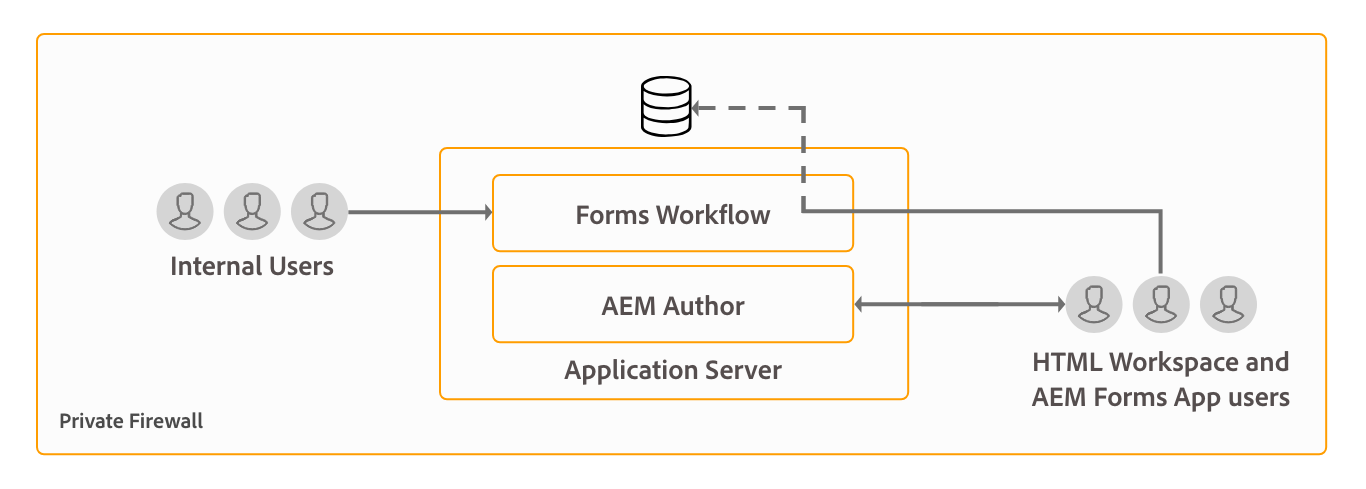 Forms Workflow
Internal Users
AEM Author
Application Server
HTML Workspace and
AEM Forms App users
Private Firewall